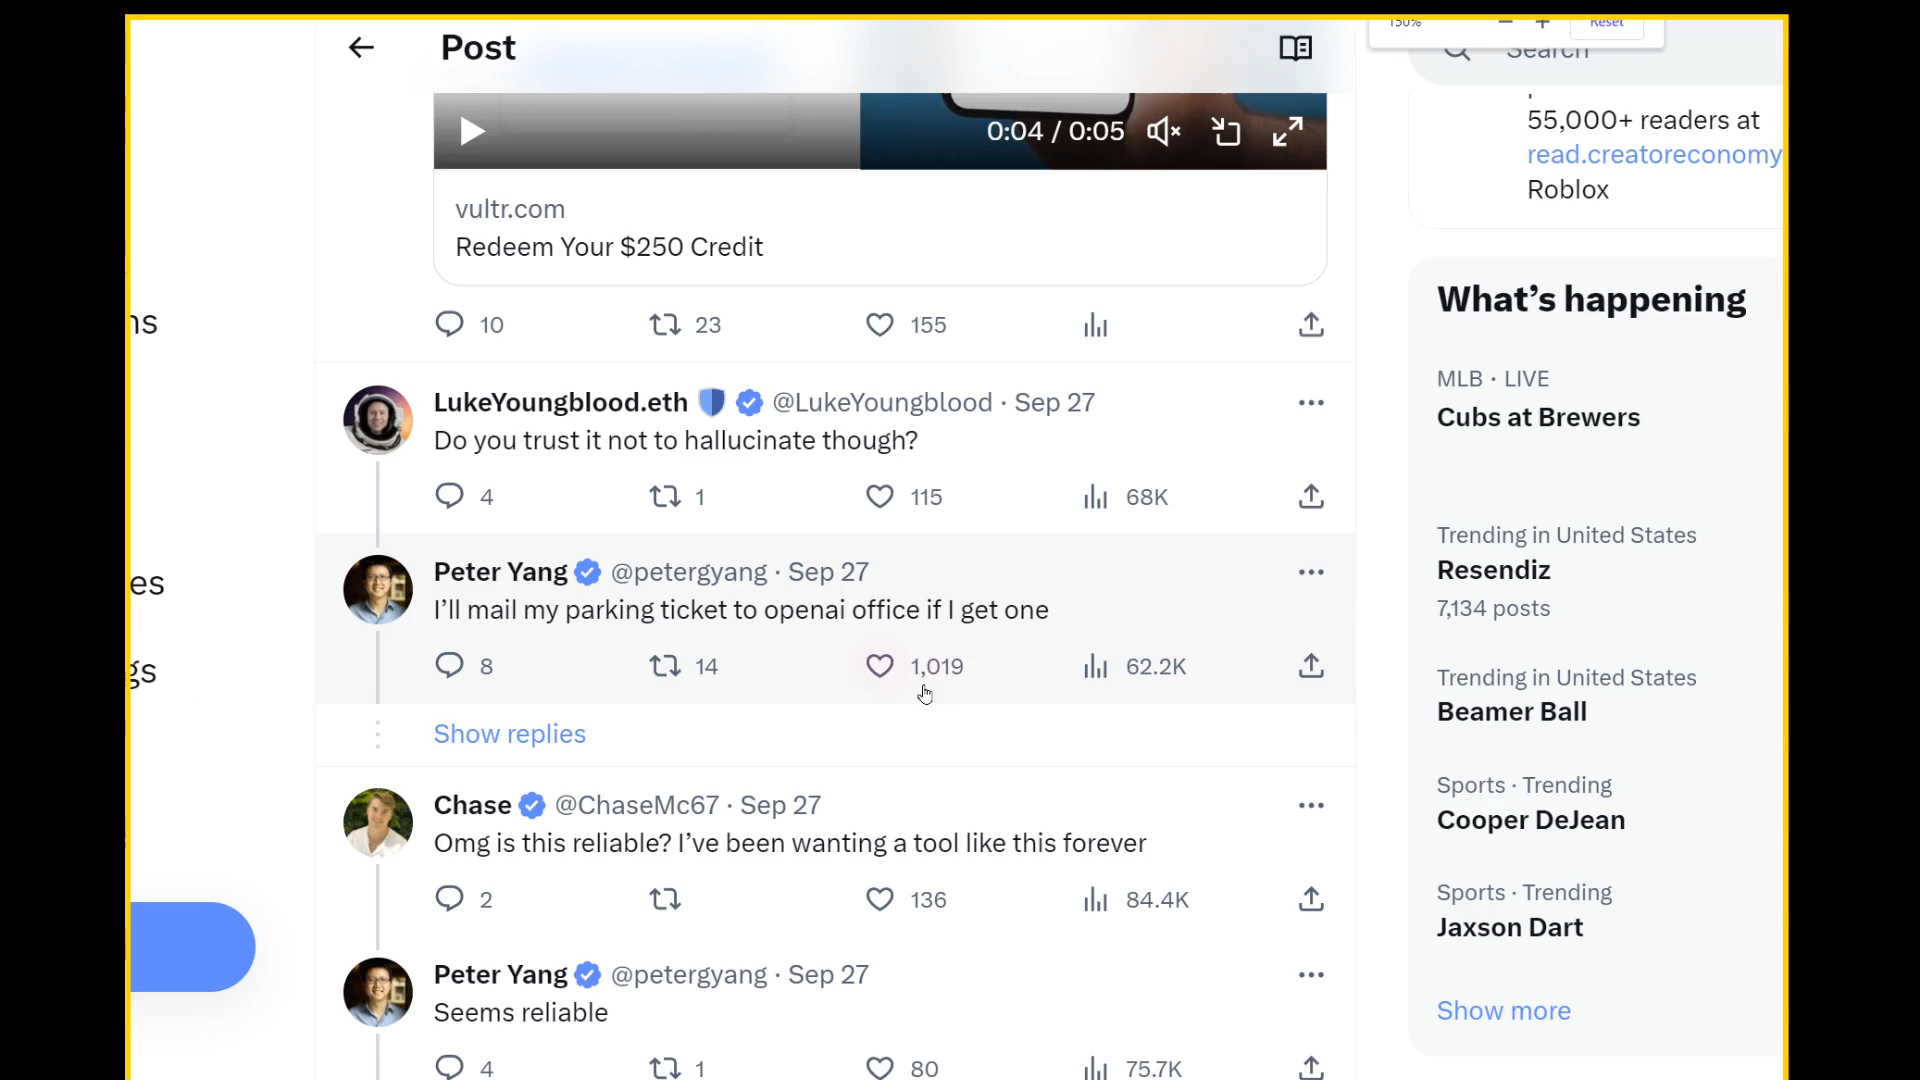 Post
150%
Reset
Search
0:04 / 0:05
vultr.com
Redeem Your $250 Credit
10 23 155
LukeYoungblood.eth @LukeYoungblood · Sep 27
Do you trust it not to hallucinate though?
4 1 115 68K
Peter Yang @petergyang · Sep 27
I’ll mail my parking ticket to openai office if I get one
8 14 1,019 62.2K
Show replies
Chase @ChaseMc67 · Sep 27
Omg is this reliable? I’ve been wanting a tool like this forever
2 136 84.4K
Peter Yang @petergyang · Sep 27
Seems reliable
4 1 80 75.7K
55,000+ readers at
read.creatoreconomy
Roblox
What’s happening
MLB · LIVE
Cubs at Brewers
Trending in United States
Resendiz
7,134 posts
Trending in United States
Beamer Ball
Sports · Trending
Cooper DeJean
Sports · Trending
Jaxson Dart
Show more